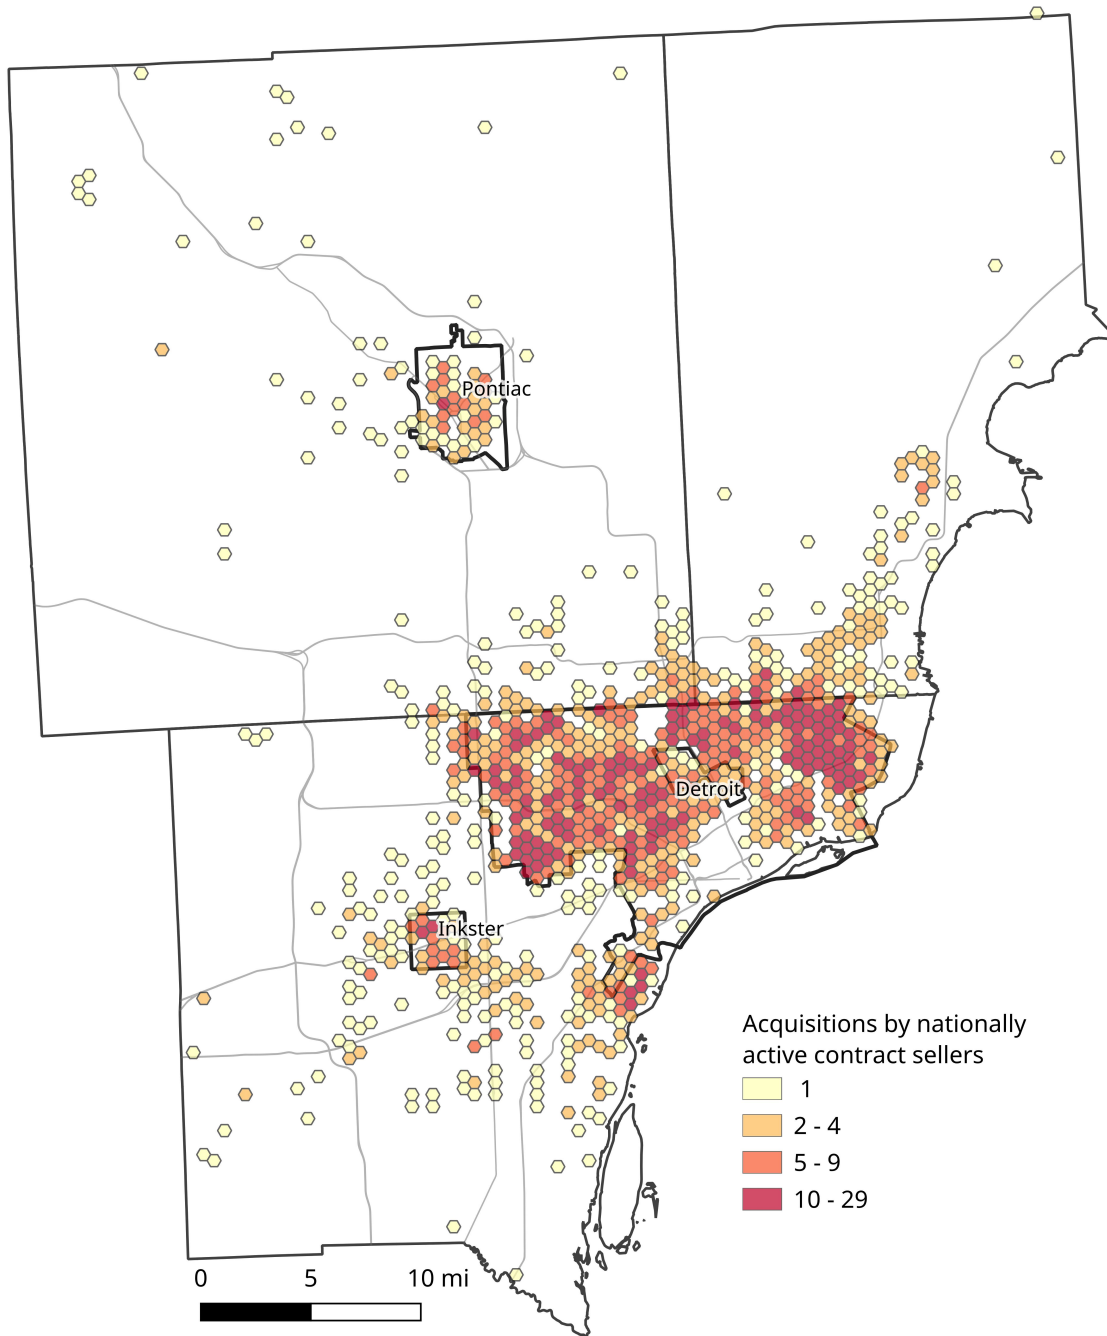 Pontiac
Detroit
Inkster
Acquisitions by nationally
active contract sellers
1
2 - 4
5 - 9
10 - 29
0 5 10 mi